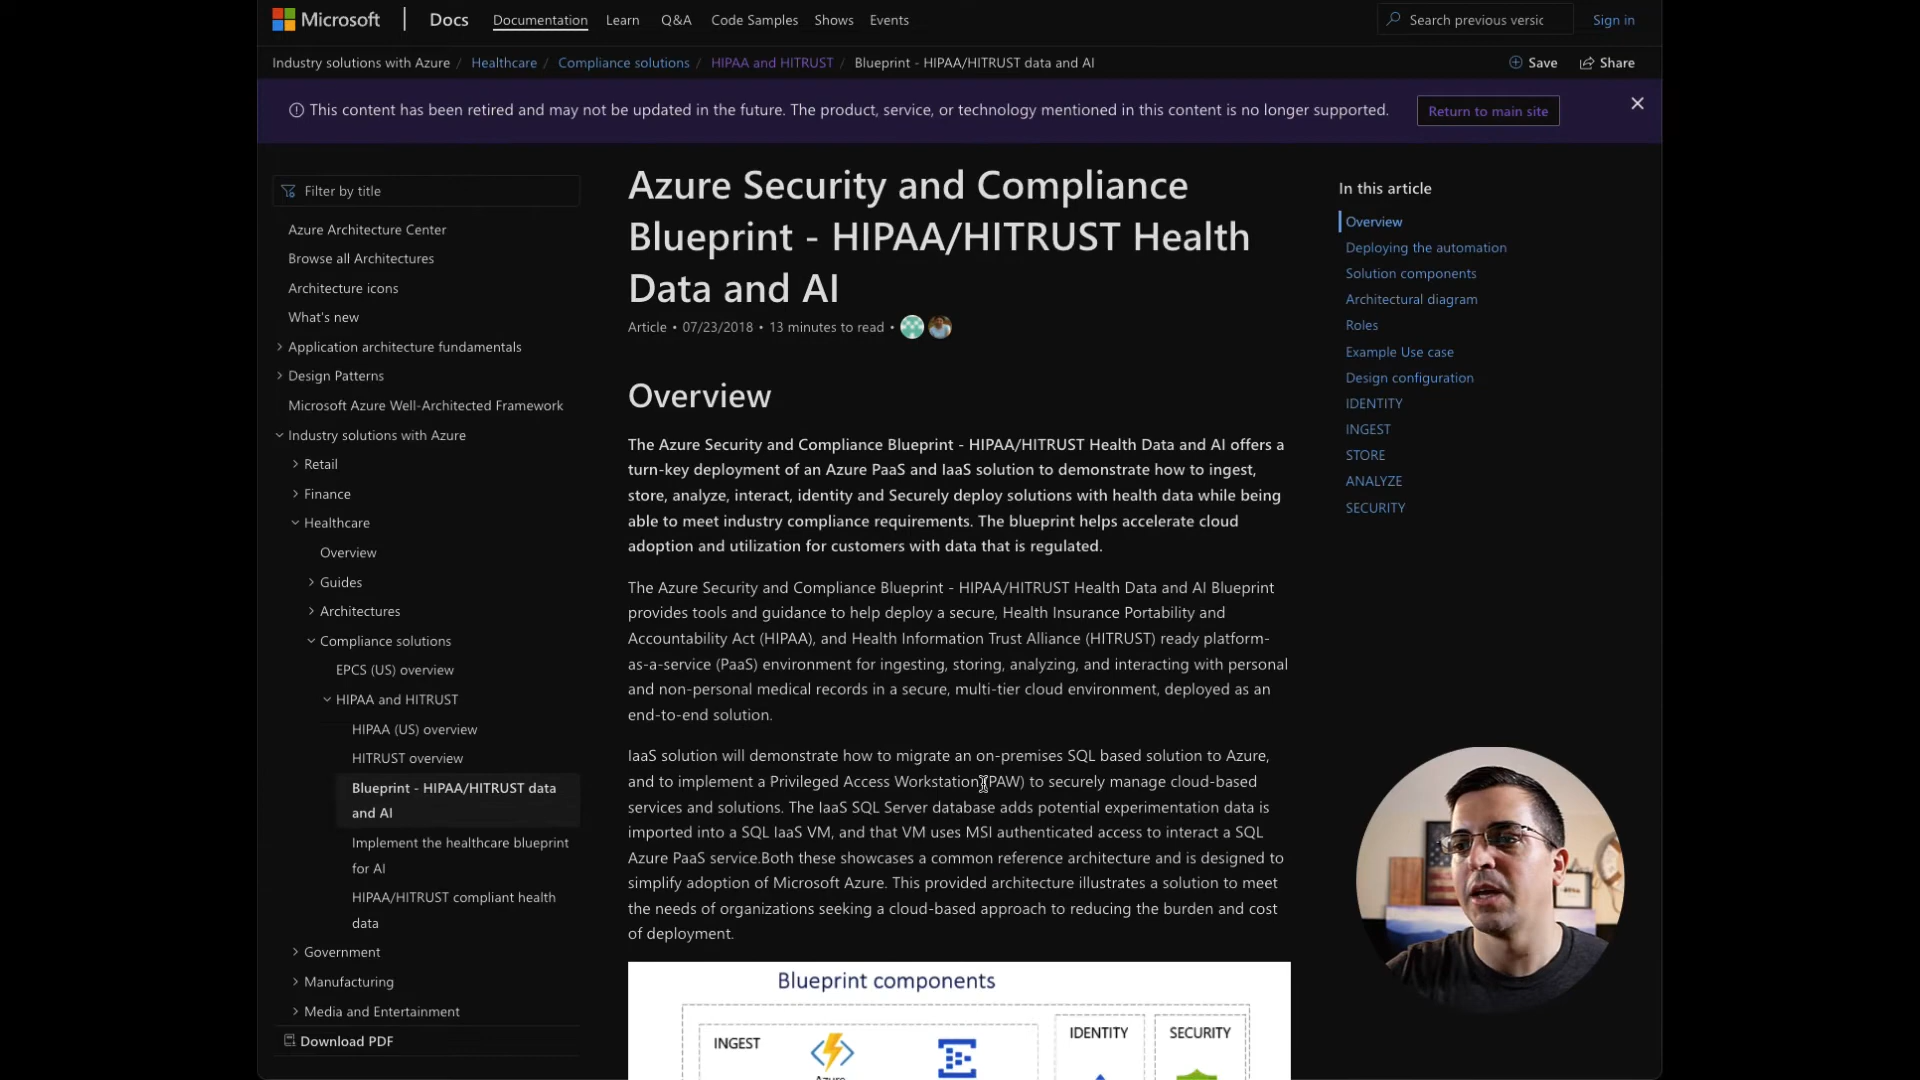 Microsoft
Docs
Documentation
Learn
Q&A
Code Samples
Shows
Events
Search previous versic
Sign in
Industry solutions with Azure / Healthcare / Compliance solutions / HIPAA and HITRUST / Blueprint - HIPAA/HITRUST data and AI
Save
Share
This content has been retired and may not be updated in the future. The product, service, or technology mentioned in this content is no longer supported.
Return to main site
Filter by title
Azure Architecture Center
Browse all Architectures
Architecture icons
What's new
Application architecture fundamentals
Design Patterns
Microsoft Azure Well-Architected Framework
Industry solutions with Azure
Retail
Finance
Healthcare
Overview
Guides
Architectures
Compliance solutions
EPCS (US) overview
HIPAA and HITRUST
HIPAA (US) overview
HITRUST overview
Blueprint - HIPAA/HITRUST data
and AI
Implement the healthcare blueprint
for AI
HIPAA/HITRUST compliant health
data
Government
Manufacturing
Media and Entertainment
Download PDF
Azure Security and Compliance
Blueprint - HIPAA/HITRUST Health
Data and AI
Article • 07/23/2018 • 13 minutes to read •
Overview
The Azure Security and Compliance Blueprint - HIPAA/HITRUST Health Data and AI offers a
turn-key deployment of an Azure PaaS and IaaS solution to demonstrate how to ingest,
store, analyze, interact, identity and Securely deploy solutions with health data while being
able to meet industry compliance requirements. The blueprint helps accelerate cloud
adoption and utilization for customers with data that is regulated.
The Azure Security and Compliance Blueprint - HIPAA/HITRUST Health Data and AI Blueprint
provides tools and guidance to help deploy a secure, Health Insurance Portability and
Accountability Act (HIPAA), and Health Information Trust Alliance (HITRUST) ready platform-
as-a-service (PaaS) environment for ingesting, storing, analyzing, and interacting with personal
and non-personal medical records in a secure, multi-tier cloud environment, deployed as an
end-to-end solution.
IaaS solution will demonstrate how to migrate an on-premises SQL based solution to Azure,
and to implement a Privileged Access Workstation (PAW) to securely manage cloud-based
services and solutions. The IaaS SQL Server database adds potential experimentation data is
imported into a SQL IaaS VM, and that VM uses MSI authenticated access to interact a SQL
Azure PaaS service.Both these showcases a common reference architecture and is designed to
simplify adoption of Microsoft Azure. This provided architecture illustrates a solution to meet
the needs of organizations seeking a cloud-based approach to reducing the burden and cost
of deployment.
Blueprint components
INGEST
IDENTITY
SECURITY
In this article
Overview
Deploying the automation
Solution components
Architectural diagram
Roles
Example Use case
Design configuration
IDENTITY
INGEST
STORE
ANALYZE
SECURITY